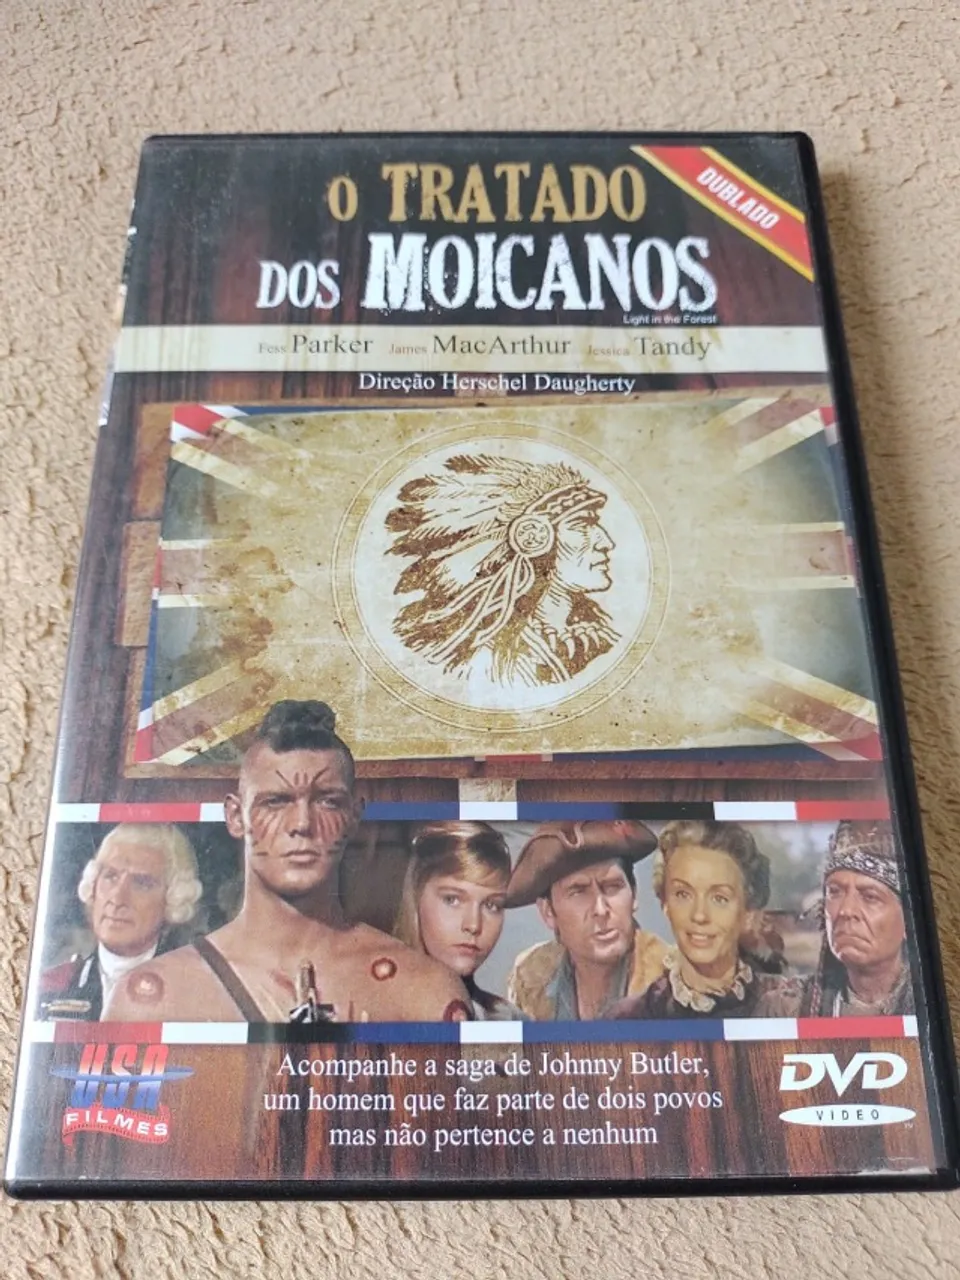 O TRATADO
DUBLADO
DOS MOICANOS
Light in the Forest
Fess Parker James MacArthur Jessica Tandy
Direção Herschel Daugherty
USA
FILMES
Acompanhe a saga de Johnny Butler,
um homem que faz parte de dois povos
mas não pertence a nenhum
DVD
VIDEO